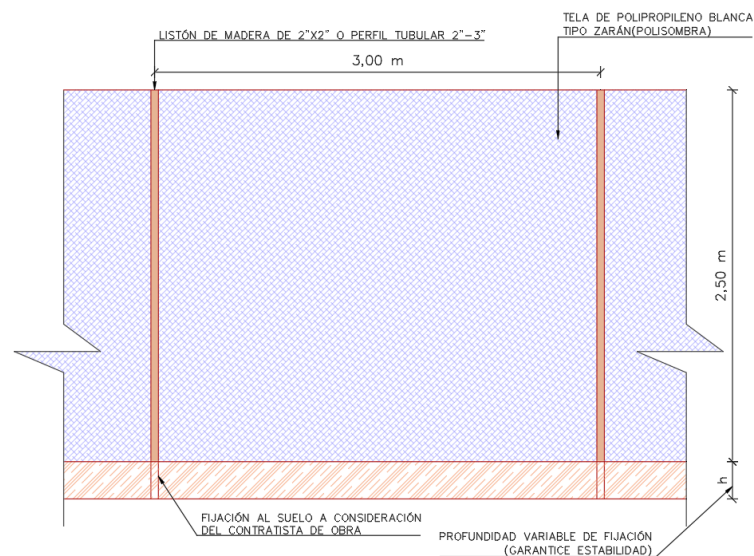 TELA DE POLIPROPILENO BLANCA
TIPO ZARÁN(POLISOMBRA)
LISTÓN DE MADERA DE 2"X2" O PERFIL TUBULAR 2"-3"
3,00 m
2,50 m
h
FIJACIÓN AL SUELO A CONSIDERACIÓN
DEL CONTRATISTA DE OBRA
PROFUNDIDAD VARIABLE DE FIJACIÓN
(GARANTICE ESTABILIDAD)